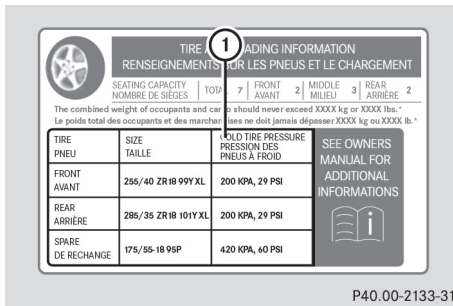 1
TIRE AND LOADING INFORMATION
RENSEIGNEMENTS SUR LES PNEUS ET LE CHARGEMENT
SEATING CAPACITY
NOMBRE DE SIÈGES
TOTAL 7
FRONT
AVANT 2
MIDDLE
MILIEU 3
REAR
ARRIÈRE 2
The combined weight of occupants and cargo should never exceed XXXX kg or XXXX lbs.*
Le poids total des occupants et des marchandises ne doit jamais dépasser XXXX kg ou XXXX lb.*
TIRE
PNEU
SIZE
TAILLE
COLD TIRE PRESSURE
PRESSION DES
PNEUS À FROID
FRONT
AVANT
255/40 ZR18 99Y XL
200 KPA, 29 PSI
REAR
ARRIÈRE
285/35 ZR18 101Y XL
200 KPA, 29 PSI
SPARE
DE RECHANGE
175/55-18 95P
420 KPA, 60 PSI
SEE OWNERS
MANUAL FOR
ADDITIONAL
INFORMATIONS
i
P40.00-2133-31